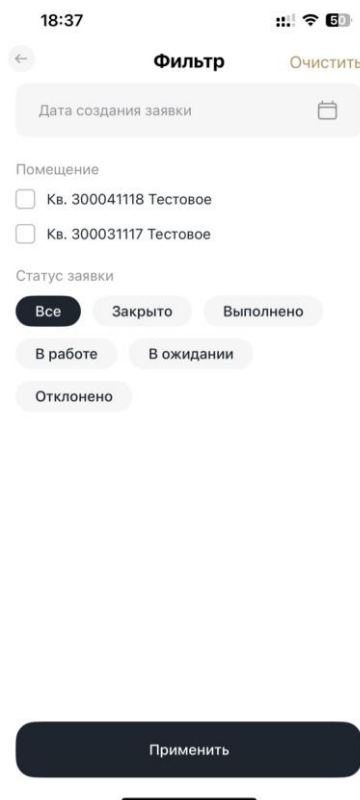 18:37
50
Фильтр
Очистить
Дата создания заявки
Помещение
Кв. 300041118 Тестовое
Кв. 300031117 Тестовое
Статус заявки
Все Закрыто Выполнено
В работе В ожидании
Отклонено
Применить